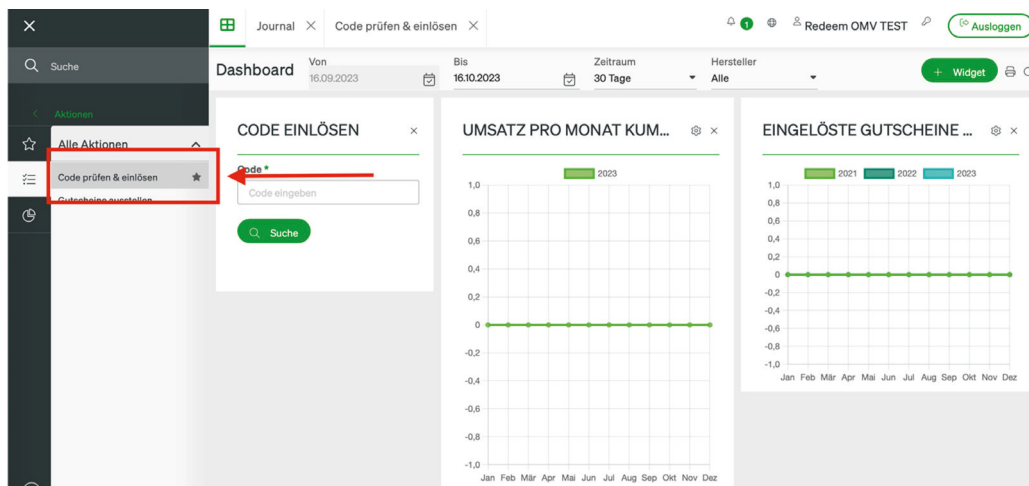 Journal
Code prüfen & einlösen
1
Redeem OMV TEST
Ausloggen
Suche
Aktionen
Alle Aktionen
Code prüfen & einlösen
Gutscheine ausstellen
Dashboard
Von
16.09.2023
Bis
16.10.2023
Zeitraum
30 Tage
Hersteller
Alle
+ Widget
CODE EINLÖSEN
Code *
Code eingeben
Suche
UMSATZ PRO MONAT KUM...
2023
1,0
0,8
0,6
0,4
0,2
0
-0,2
-0,4
-0,6
-0,8
-1,0
Jan Feb Mär Apr Mai Jun Jul Aug Sep Okt Nov Dez
EINGELÖSTE GUTSCHEINE ...
2021 2022 2023
1,0
0,8
0,6
0,4
0,2
0
-0,2
-0,4
-0,6
-0,8
-1,0
Jan Feb Mär Apr Mai Jun Jul Aug Sep Okt Nov Dez